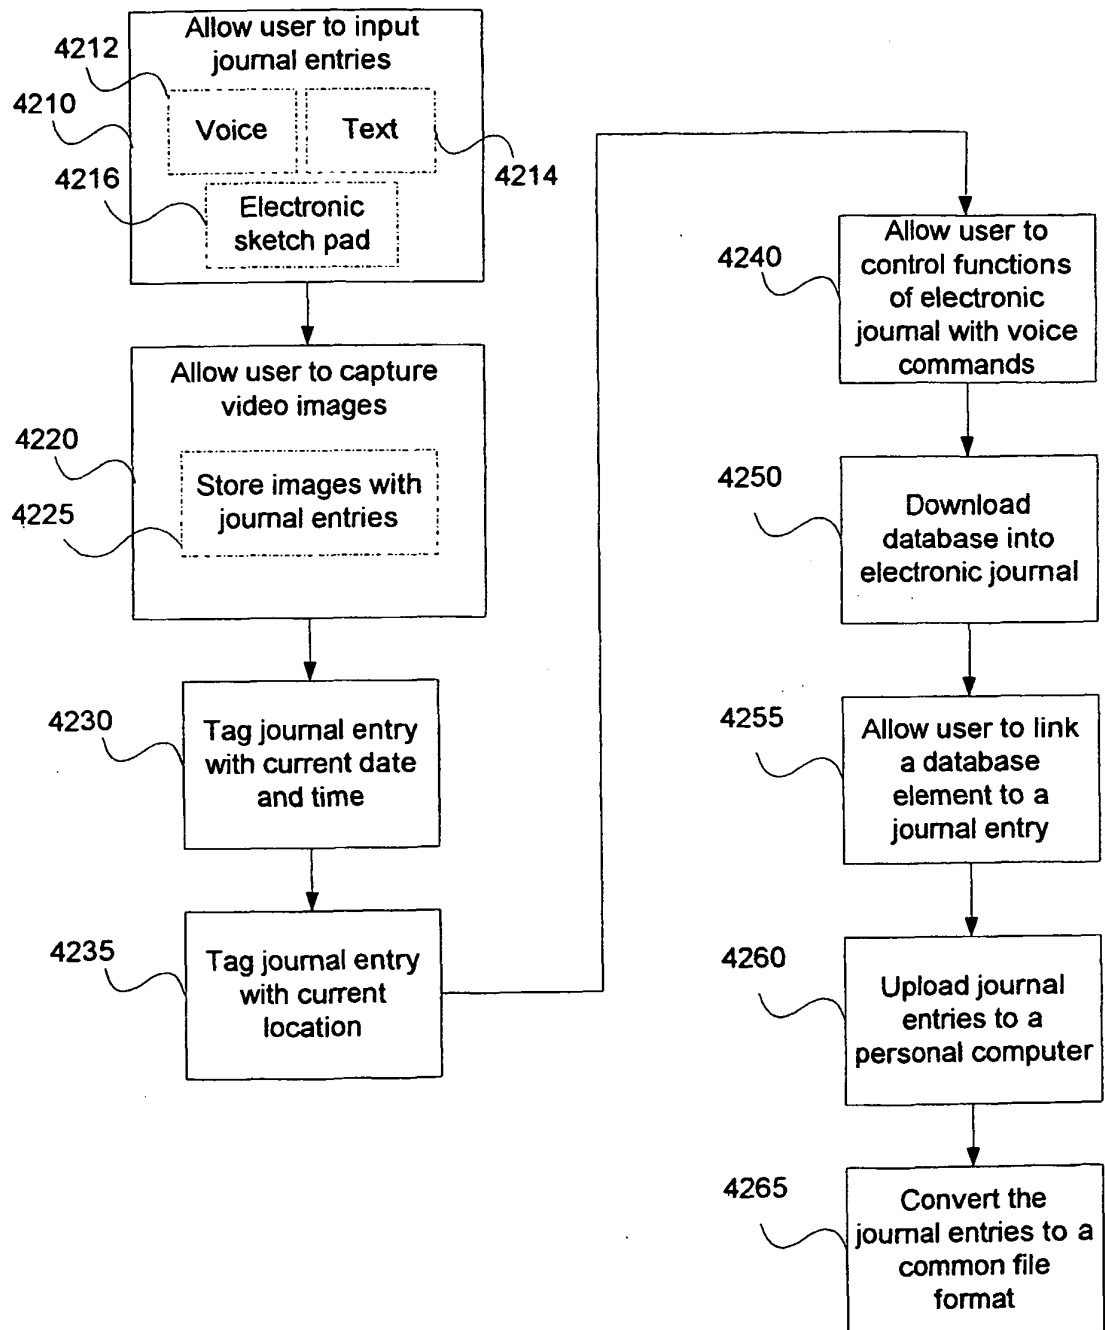 Allow user to input
journal entries
4212
4210
Voice
Text
4214
4216
Electronic
sketch pad
Allow user to capture
video images
4220
Store images with
journal entries
4225
4230
Tag journal entry
with current date
and time
4235
Tag journal entry
with current
location
4240
Allow user to
control functions
of electronic
journal with voice
commands
4250
Download
database into
electronic journal
4255
Allow user to link
a database
element to a
journal entry
4260
Upload journal
entries to a
personal computer
4265
Convert the
journal entries to a
common file
format